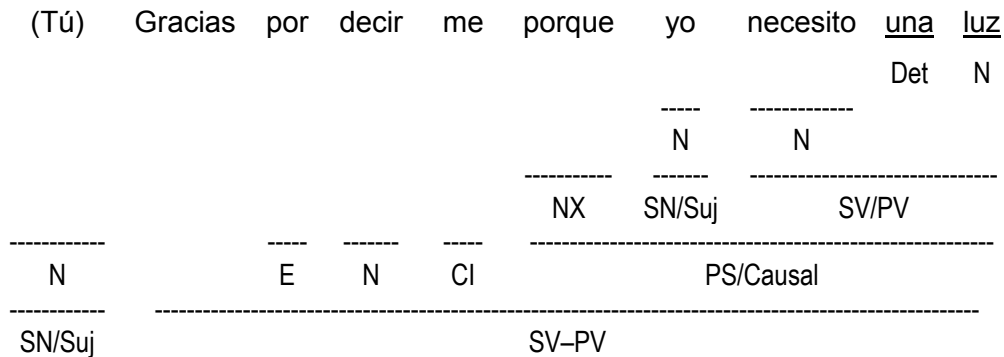 (Tú) Gracias por decir me porque yo necesito una luz
Det N
----- -------------
N N
----------- ------- -------------------------------
NX SN/Suj SV/PV
------------ ----- ------- ----- ------------------------------------------------------------
N E N Cl PS/Causal
------------ -------------------------------------------------------------------------------------
SN/Suj SV–PV